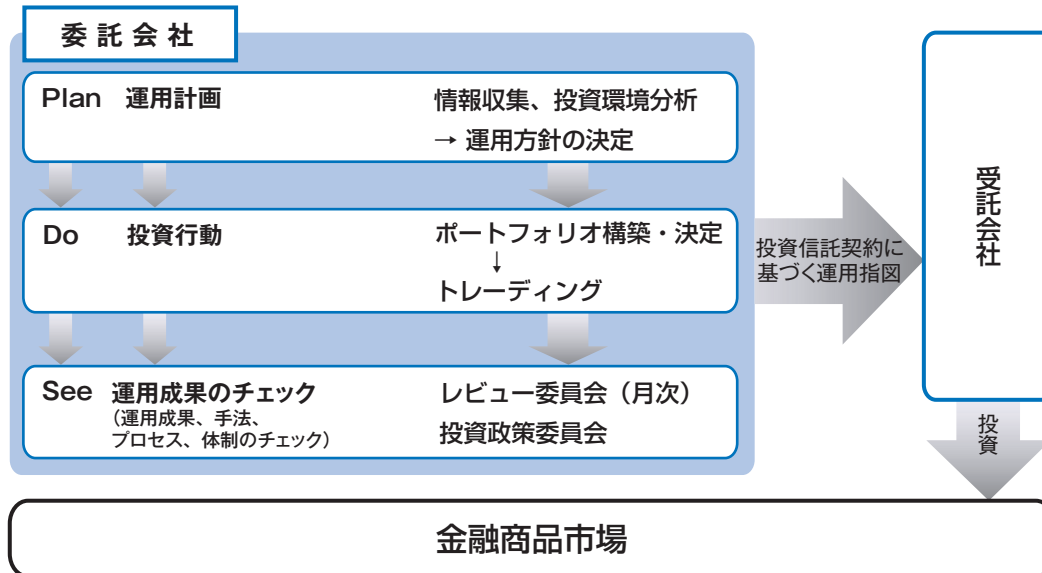 委託会社
Plan 運用計画
情報収集、投資環境分析
→ 運用方針の決定
Do 投資行動
ポートフォリオ構築・決定
↓
トレーディング
See 運用成果のチェック
(運用成果、手法、
プロセス、体制のチェック)
レビュー委員会（月次）
投資政策委員会
投資信託契約に
基づく運用指図
受託会社
投資
金融商品市場